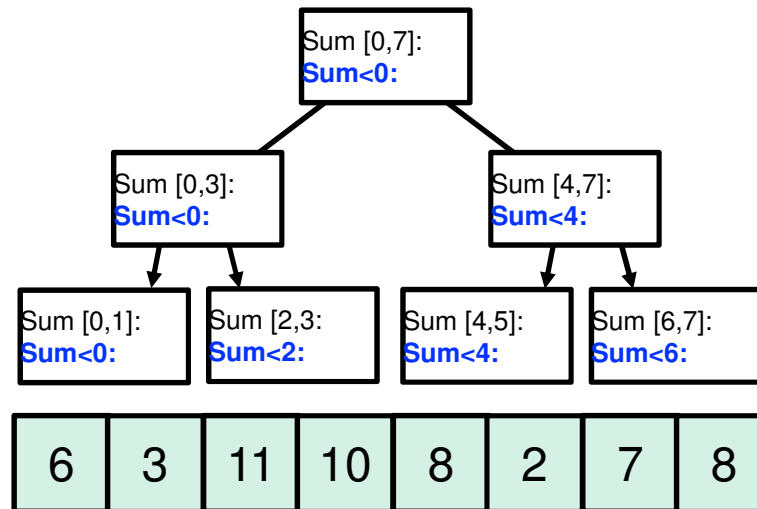 Sum [0,7]:
Sum<0:
Sum [0,3]:
Sum<0:
Sum [4,7]:
Sum<4:
Sum [0,1]:
Sum<0:
Sum [2,3:
Sum<2:
Sum [4,5]:
Sum<4:
Sum [6,7]:
Sum<6:
6 3 11 10 8 2 7 8